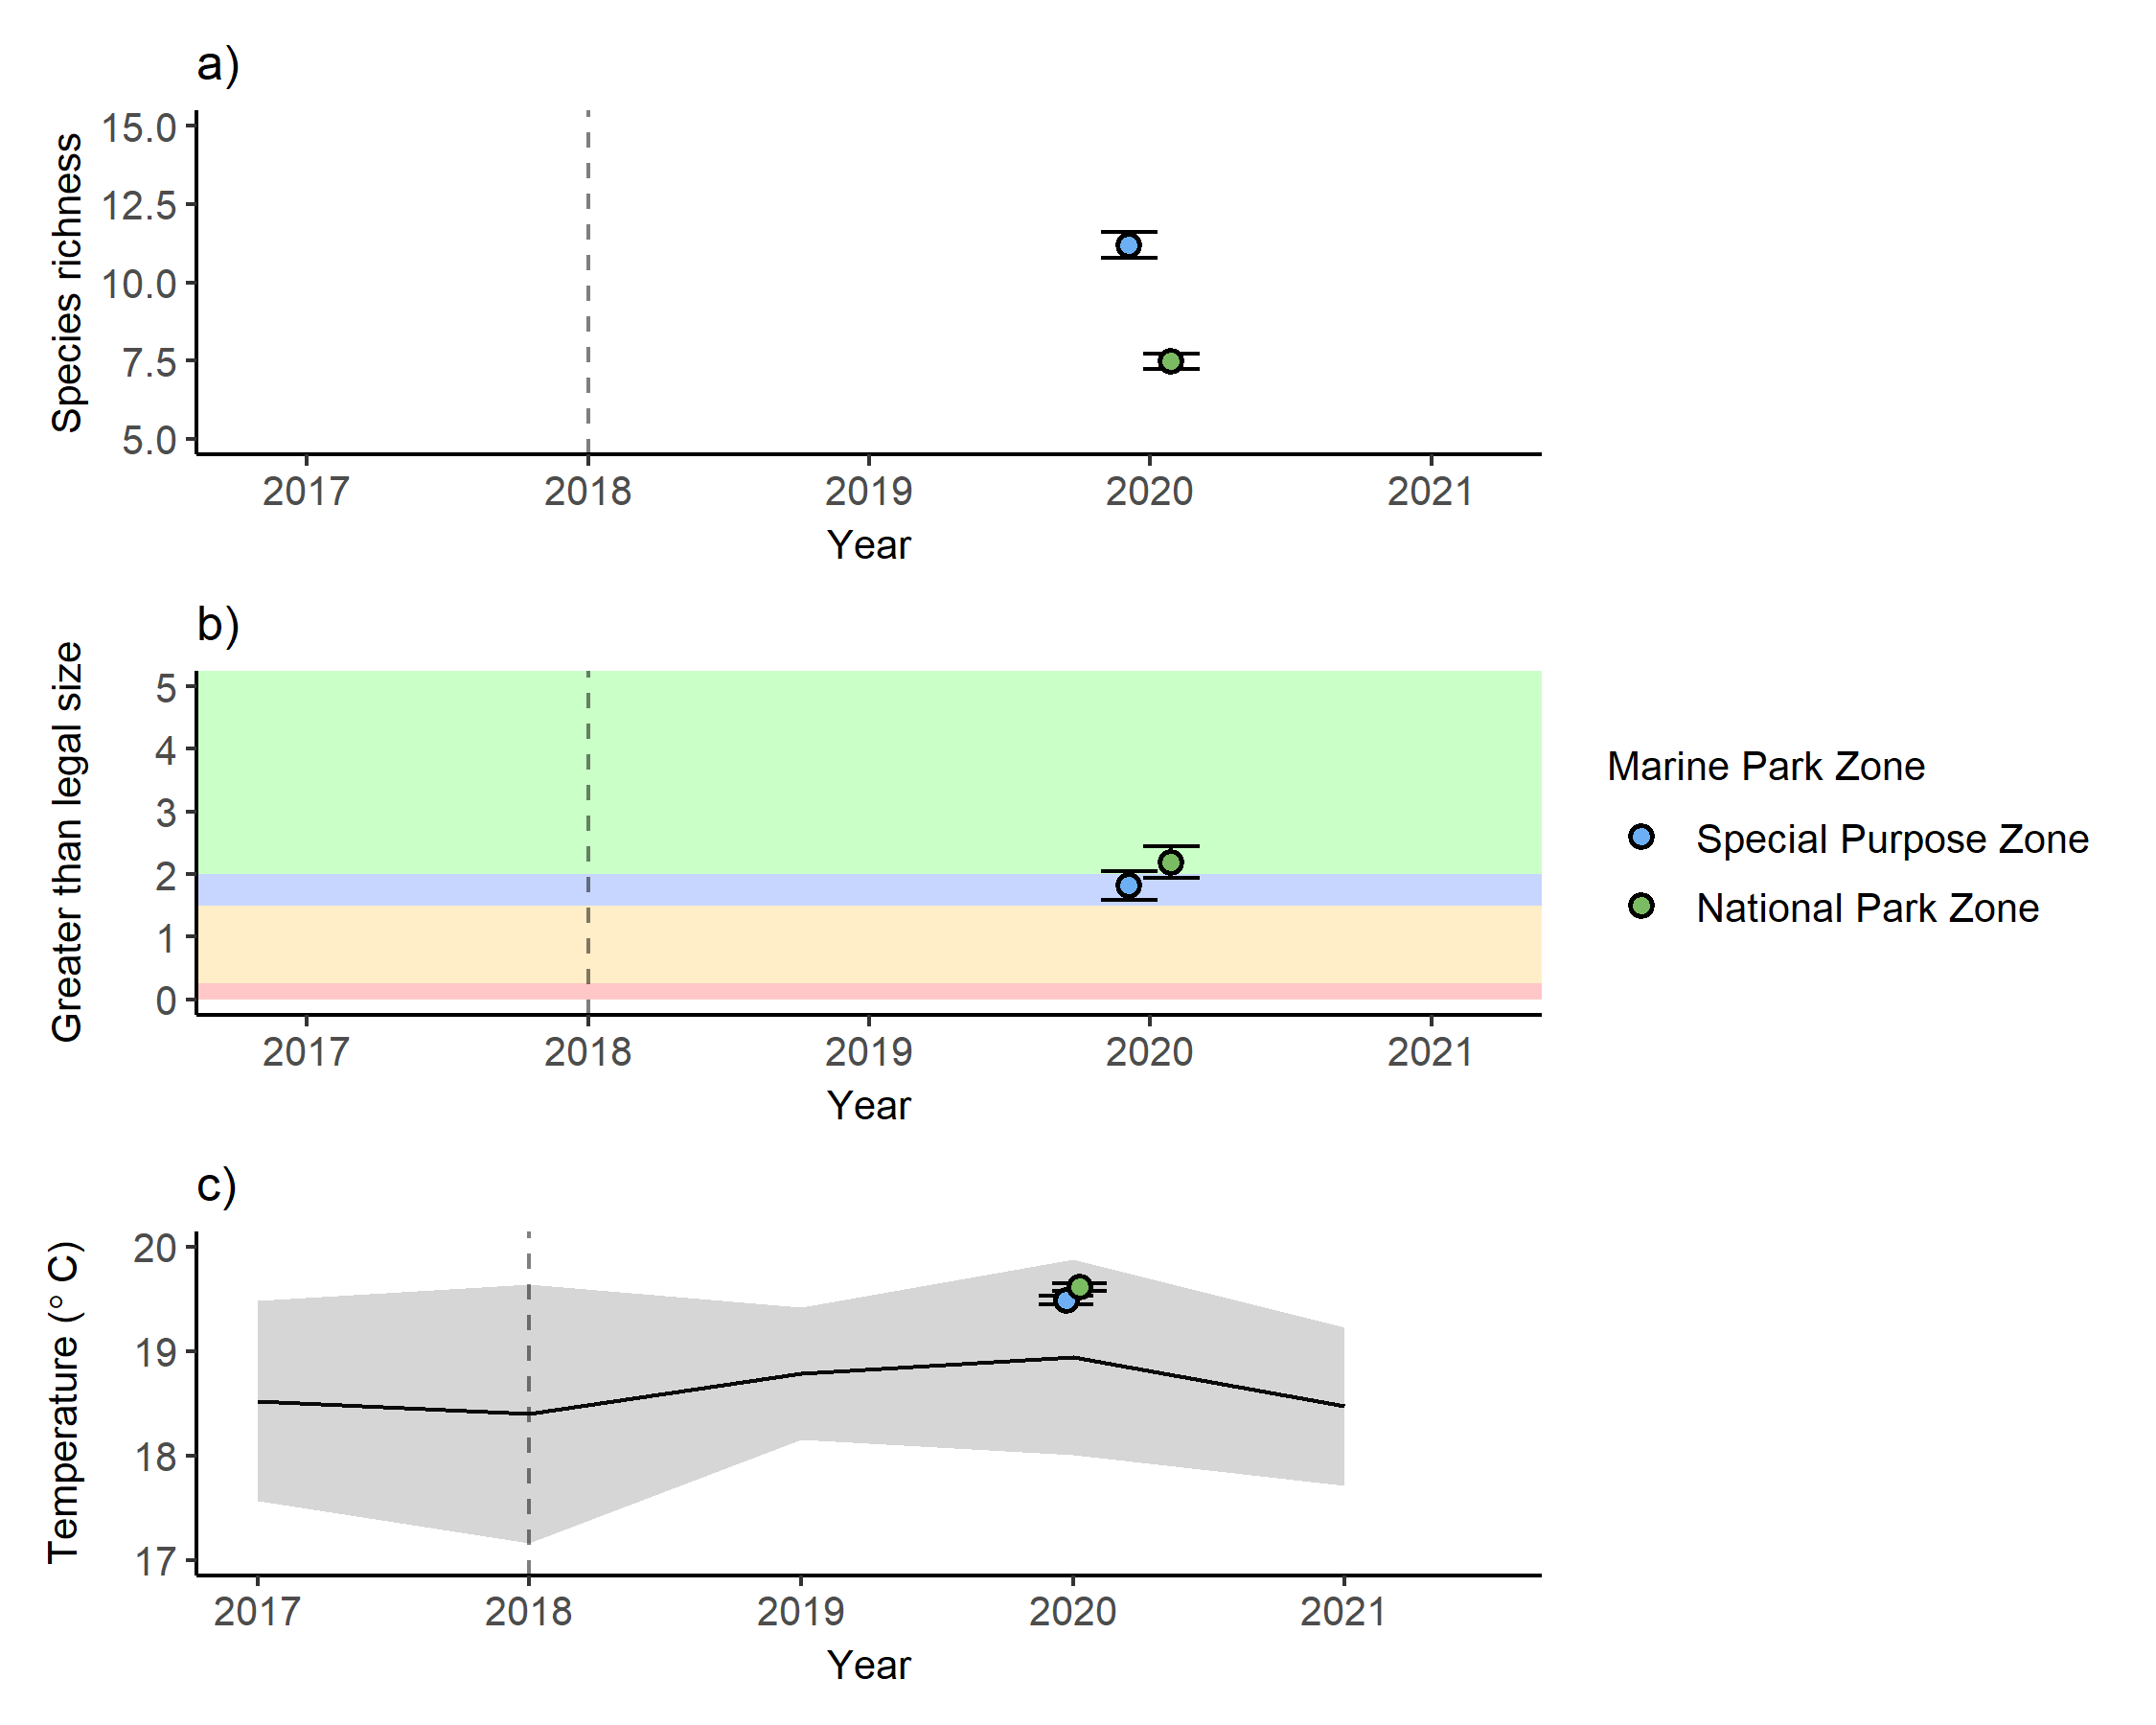 a)
Species richness
15.0
12.5
10.0
7.5
5.0
2017 2018 2019 2020 2021
Year
b)
Greater than legal size
5
4
3
2
1
0
2017 2018 2019 2020 2021
Year
Marine Park Zone
Special Purpose Zone
National Park Zone
c)
Temperature (° C)
20
19
18
17
2017 2018 2019 2020 2021
Year